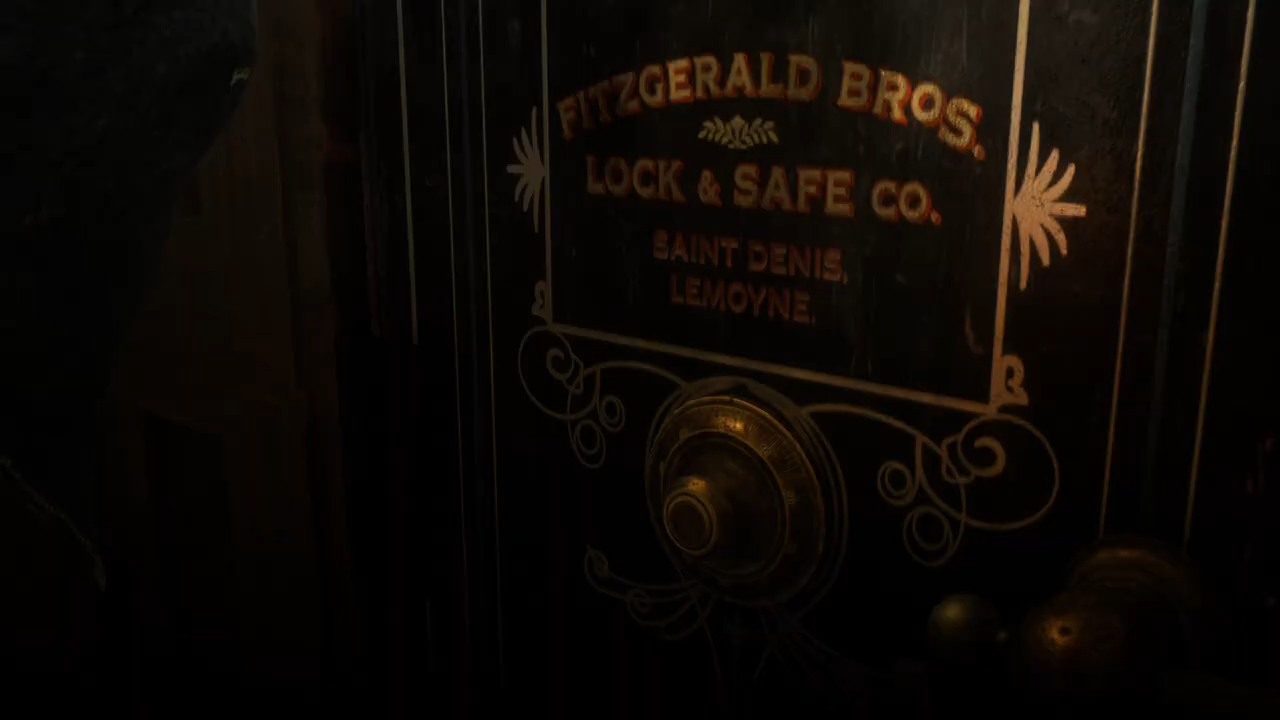 FITZGERALD BROS.
LOCK & SAFE CO.
SAINT DENIS,
LEMOYNE.